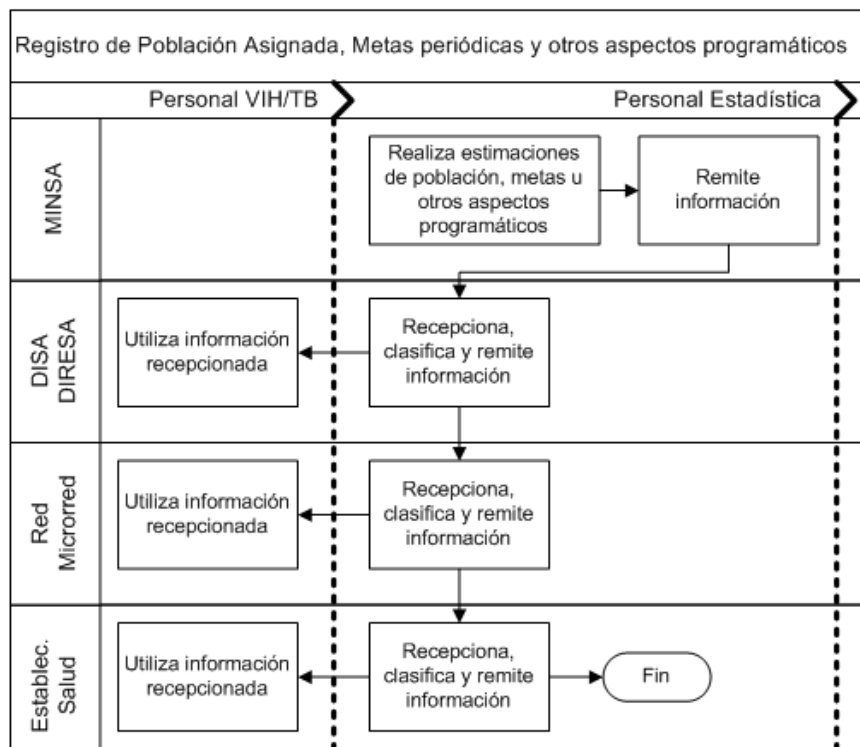 Registro de Población Asignada, Metas periódicas y otros aspectos programáticos
Personal VIH/TB
Personal Estadística
MINSA
Realiza estimaciones
de población, metas u
otros aspectos
programáticos
Remite
información
DISA
DIRESA
Utiliza información
recepcionada
Recepciona,
clasifica y remite
información
Red
Microrred
Utiliza información
recepcionada
Recepciona,
clasifica y remite
información
Establec.
Salud
Utiliza información
recepcionada
Recepciona,
clasifica y remite
información
Fin